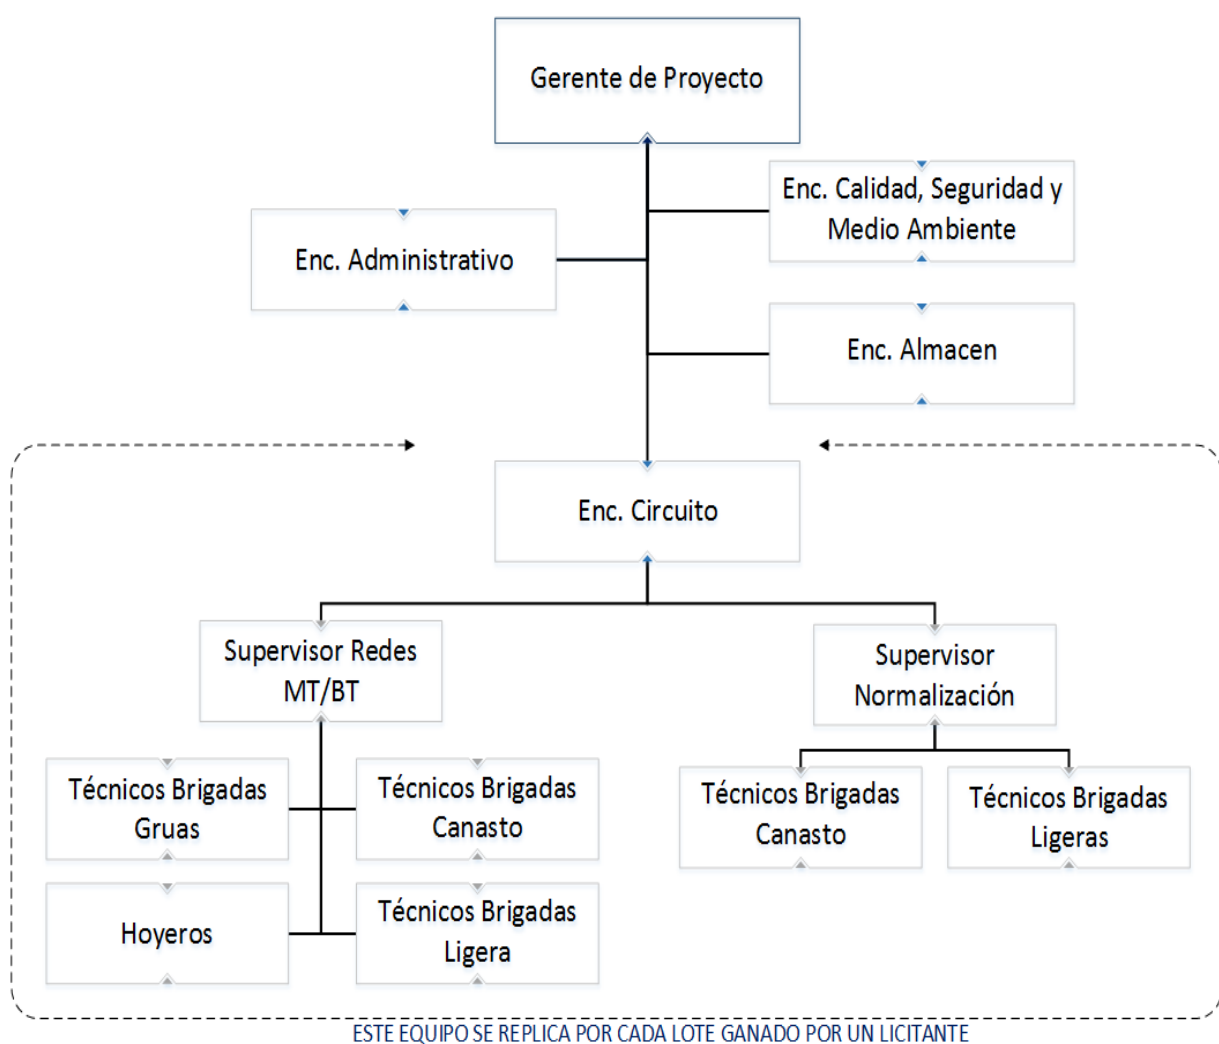 Gerente de Proyecto
Enc. Calidad, Seguridad y
Medio Ambiente
Enc. Administrativo
Enc. Almacen
Enc. Circuito
Supervisor Redes
MT/BT
Supervisor
Normalización
Técnicos Brigadas
Gruas
Técnicos Brigadas
Canasto
Técnicos Brigadas
Canasto
Técnicos Brigadas
Ligeras
Hoyeros
Técnicos Brigadas
Ligera
ESTE EQUIPO SE REPLICA POR CADA LOTE GANADO POR UN LICITANTE